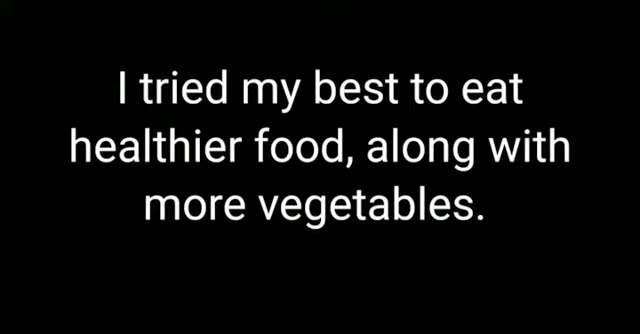 I tried my best to eat
healthier food, along with
more vegetables.